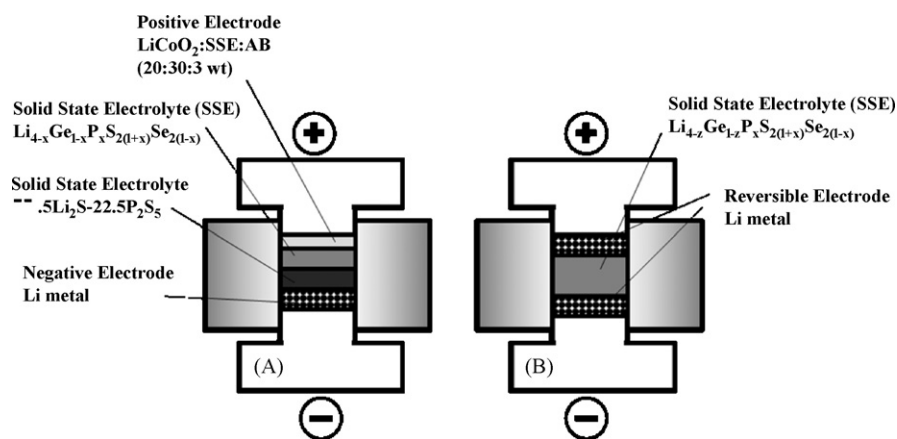 Positive Electrode
LiCoO₂:SSE:AB
(20:30:3 wt)
Solid State Electrolyte (SSE)
Li₄₋ₓGe₁₋ₓPₓS₂₍₁₊ₓ₎Se₂₍₁₋ₓ₎
Solid State Electrolyte
-- .5Li₂S-22.5P₂S₅
Negative Electrode
Li metal
+
(A)
−
+
Solid State Electrolyte (SSE)
Li₄₋zGe₁₋zPₓS₂₍₁₊ₓ₎Se₂₍₁₋ₓ₎
Reversible Electrode
Li metal
(B)
−